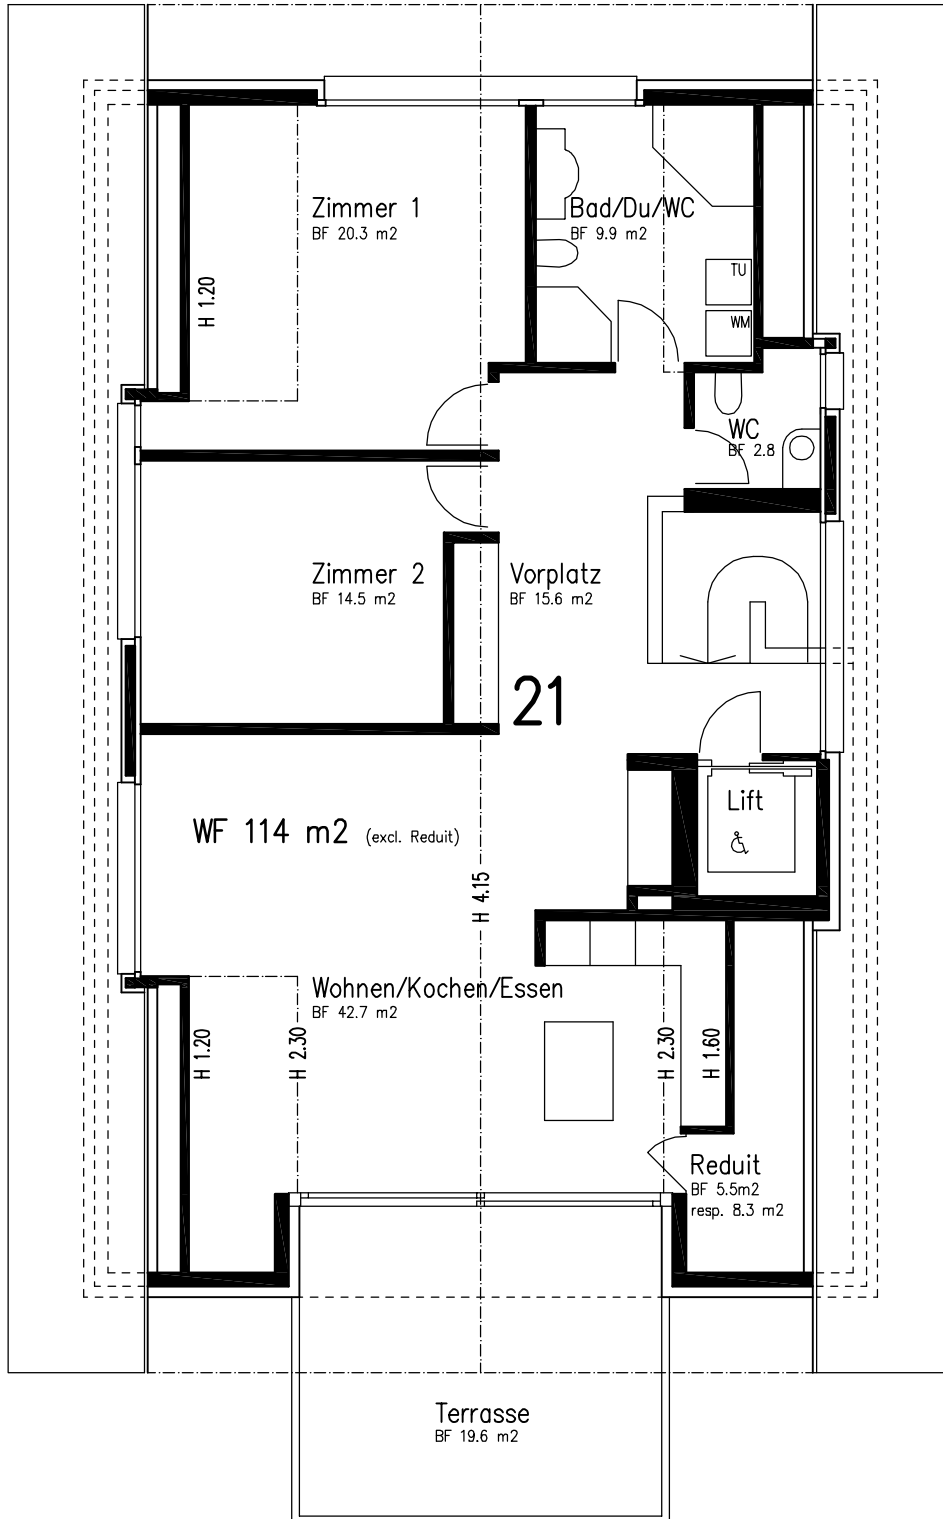 Zimmer 1
BF 20.3 m2
Bad/Du/WC
BF 9.9 m2
TU
WM
H 1.20
WC
BF 2.8
Zimmer 2
BF 14.5 m2
Vorplatz
BF 15.6 m2
21
Lift
WF 114 m2 (excl. Reduit)
H 4.15
Wohnen/Kochen/Essen
BF 42.7 m2
H 1.20
H 2.30
H 2.30
H 1.60
Reduit
BF 5.5m2
resp. 8.3 m2
Terrasse
BF 19.6 m2